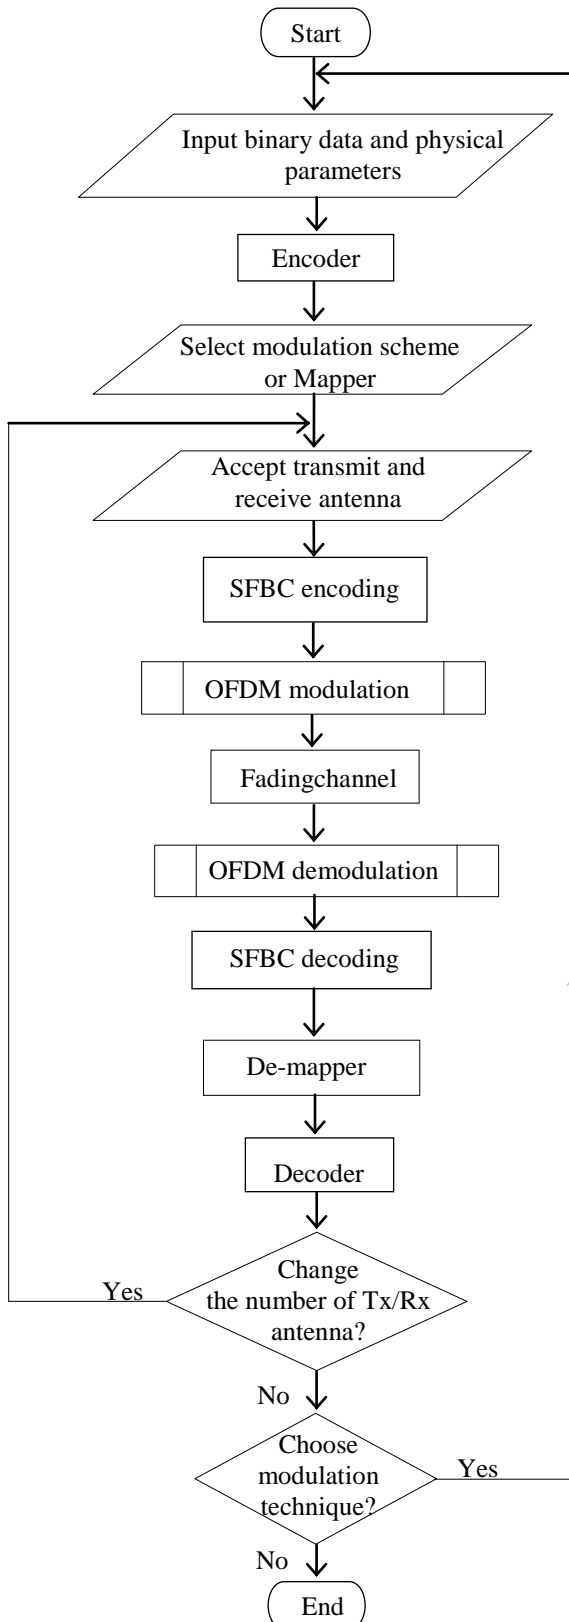 Start
Input binary data and physical
parameters
Encoder
Select modulation scheme
or Mapper
Accept transmit and
receive antenna
SFBC encoding
OFDM modulation
Fadingchannel
OFDM demodulation
SFBC decoding
De-mapper
Decoder
Change
the number of Tx/Rx
antenna?
Yes
No
Choose
modulation
technique?
Yes
No
End